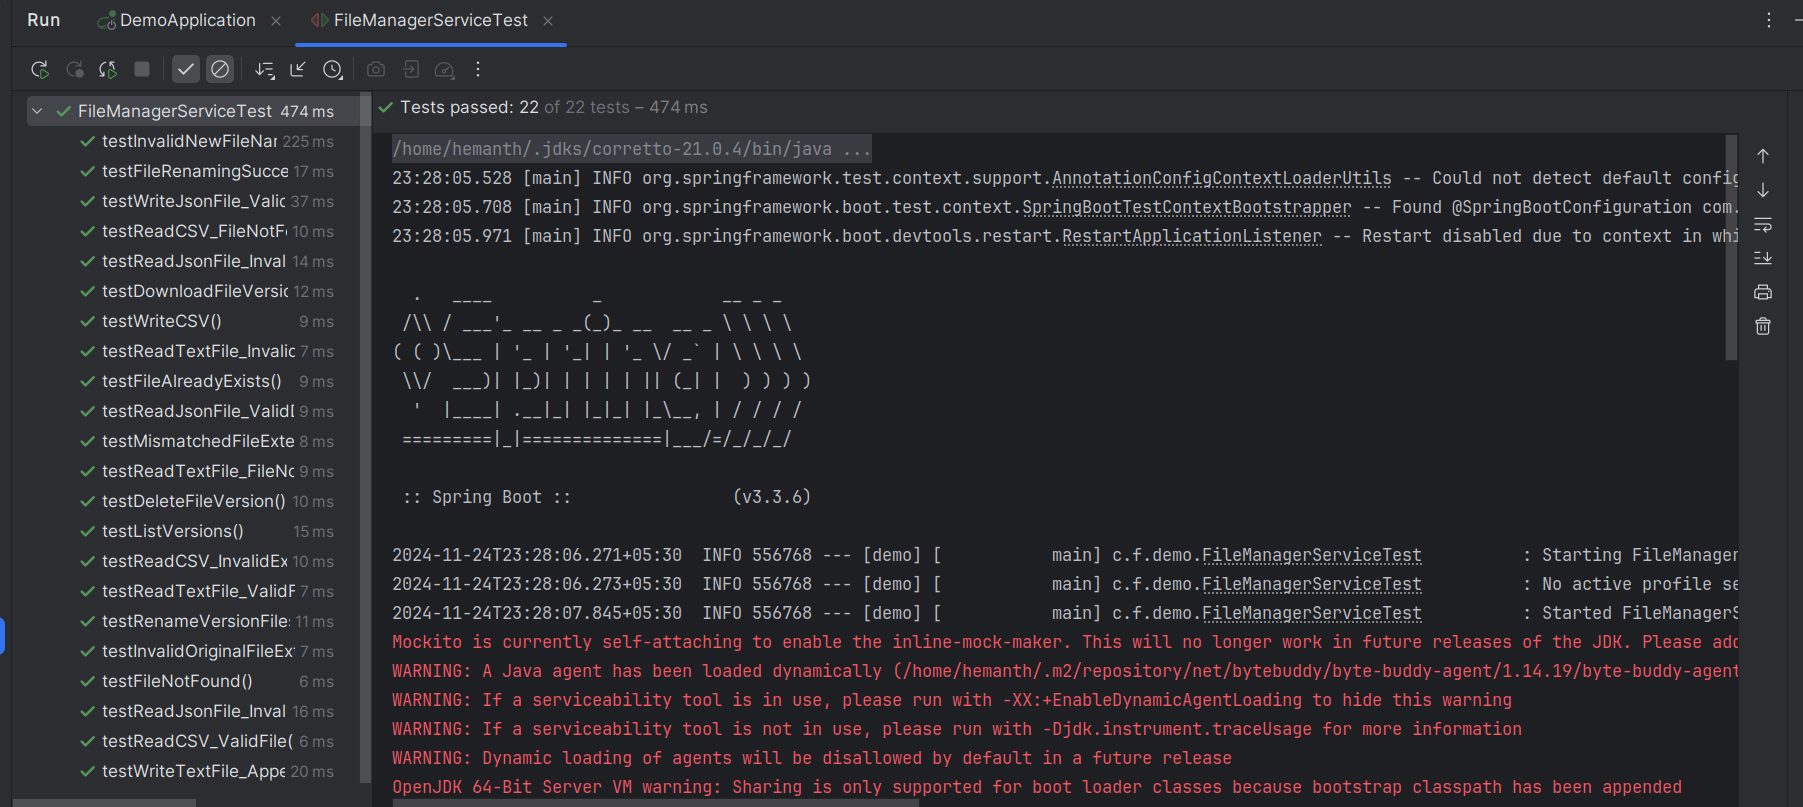 Run DemoApplication FileManagerServiceTest
FileManagerServiceTest 474 ms
Tests passed: 22 of 22 tests – 474 ms
testInvalidNewFileNar 225 ms
testFileRenamingSucce 17 ms
testWriteJsonFile_Valic 37 ms
testReadCSV_FileNotFo 10 ms
testReadJsonFile_Inval 14 ms
testDownloadFileVersic 12 ms
testWriteCSV() 9 ms
testReadTextFile_Invalic 7 ms
testFileAlreadyExists() 9 ms
testReadJsonFile_ValidD 9 ms
testMismatchedFileExte 8 ms
testReadTextFile_FileNo 9 ms
testDeleteFileVersion() 10 ms
testListVersions() 15 ms
testReadCSV_InvalidEx 10 ms
testReadTextFile_ValidF 7 ms
testRenameVersionFiles 11 ms
testInvalidOriginalFileExt 7 ms
testFileNotFound() 6 ms
testReadJsonFile_Inval 16 ms
testReadCSV_ValidFile( 6 ms
testWriteTextFile_Appe 20 ms
/home/hemanth/.jdks/corretto-21.0.4/bin/java ...
23:28:05.528 [main] INFO org.springframework.test.context.support.AnnotationConfigContextLoaderUtils -- Could not detect default config
23:28:05.708 [main] INFO org.springframework.boot.test.context.SpringBootTestContextBootstrapper -- Found @SpringBootConfiguration com.
23:28:05.971 [main] INFO org.springframework.boot.devtools.restart.RestartApplicationListener -- Restart disabled due to context in whi
  .   ____          _            __ _ _
 /\\ / ___'_ __ _ _(_)_ __  __ _ \ \ \ \
( ( )\___ | '_ | '_| | '_ \/ _` | \ \ \ \
 \\/  ___)| |_)| | | | | || (_| |  ) ) ) )
  '  |____| .__|_| |_|_| |_\__, | / / / /
 =========|_|==============|___/=/_/_/_/
 :: Spring Boot ::                (v3.3.6)
2024-11-24T23:28:06.271+05:30  INFO 556768 --- [demo] [           main] c.f.demo.FileManagerServiceTest          : Starting FileManager
2024-11-24T23:28:06.273+05:30  INFO 556768 --- [demo] [           main] c.f.demo.FileManagerServiceTest          : No active profile se
2024-11-24T23:28:07.845+05:30  INFO 556768 --- [demo] [           main] c.f.demo.FileManagerServiceTest          : Started FileManagerS
Mockito is currently self-attaching to enable the inline-mock-maker. This will no longer work in future releases of the JDK. Please add
WARNING: A Java agent has been loaded dynamically (/home/hemanth/.m2/repository/net/bytebuddy/byte-buddy-agent/1.14.19/byte-buddy-agent
WARNING: If a serviceability tool is in use, please run with -XX:+EnableDynamicAgentLoading to hide this warning
WARNING: If a serviceability tool is not in use, please run with -Djdk.instrument.traceUsage for more information
WARNING: Dynamic loading of agents will be disallowed by default in a future release
OpenJDK 64-Bit Server VM warning: Sharing is only supported for boot loader classes because bootstrap classpath has been appended